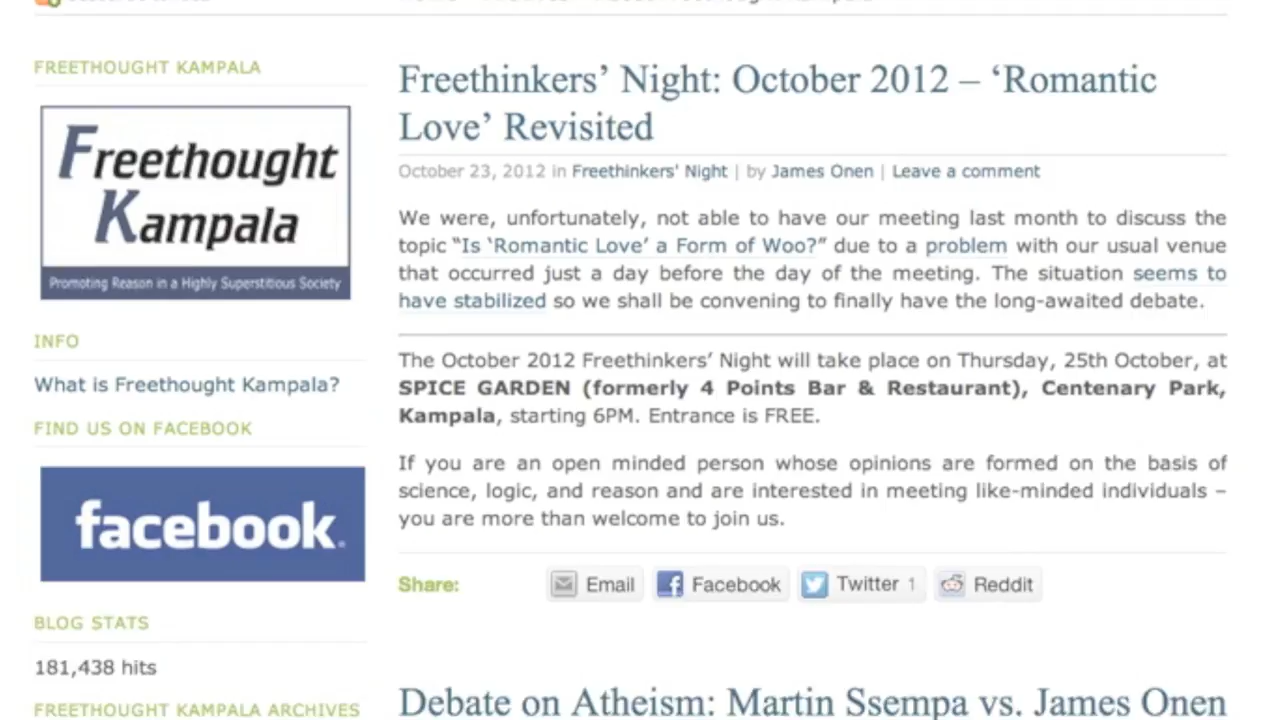 FREETHOUGHT KAMPALA
Freethought
Kampala
Promoting Reason in a Highly Superstitious Society
INFO
What is Freethought Kampala?
FIND US ON FACEBOOK
facebook.
BLOG STATS
181,438 hits
FREETHOUGHT KAMPALA ARCHIVES
Freethinkers’ Night: October 2012 – ‘Romantic
Love’ Revisited
October 23, 2012 in Freethinkers' Night | by James Onen | Leave a comment
We were, unfortunately, not able to have our meeting last month to discuss the
topic “Is ‘Romantic Love’ a Form of Woo?” due to a problem with our usual venue
that occurred just a day before the day of the meeting. The situation seems to
have stabilized so we shall be convening to finally have the long-awaited debate.
The October 2012 Freethinkers’ Night will take place on Thursday, 25th October, at
SPICE GARDEN (formerly 4 Points Bar & Restaurant), Centenary Park,
Kampala, starting 6PM. Entrance is FREE.
If you are an open minded person whose opinions are formed on the basis of
science, logic, and reason and are interested in meeting like-minded individuals –
you are more than welcome to join us.
Share: Email Facebook Twitter 1 Reddit
Debate on Atheism: Martin Ssempa vs. James Onen